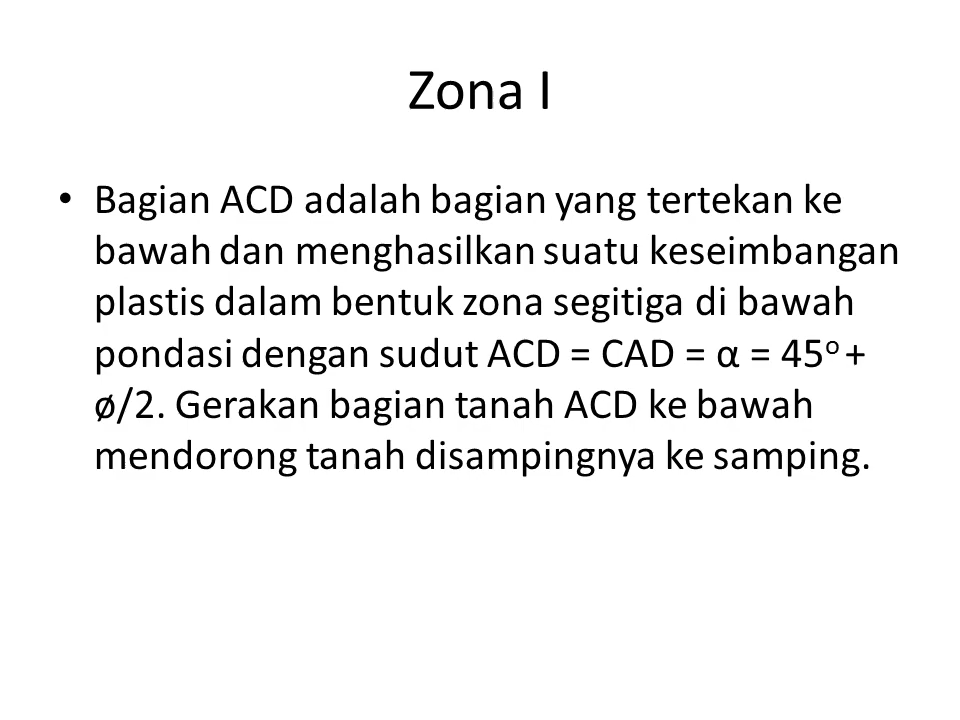 Zona I
• Bagian ACD adalah bagian yang tertekan ke
bawah dan menghasilkan suatu keseimbangan
plastis dalam bentuk zona segitiga di bawah
pondasi dengan sudut ACD = CAD = α = 45º +
ø/2. Gerakan bagian tanah ACD ke bawah
mendorong tanah disampingnya ke samping.